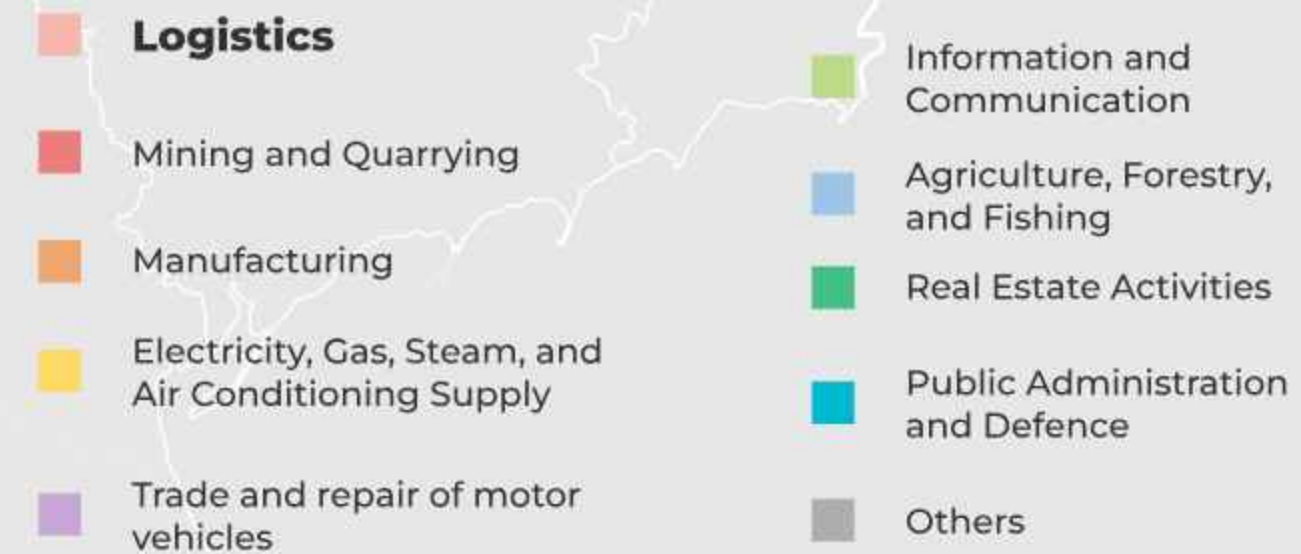 Logistics
Mining and Quarrying
Manufacturing
Electricity, Gas, Steam, and
Air Conditioning Supply
Trade and repair of motor
vehicles
Information and
Communication
Agriculture, Forestry,
and Fishing
Real Estate Activities
Public Administration
and Defence
Others